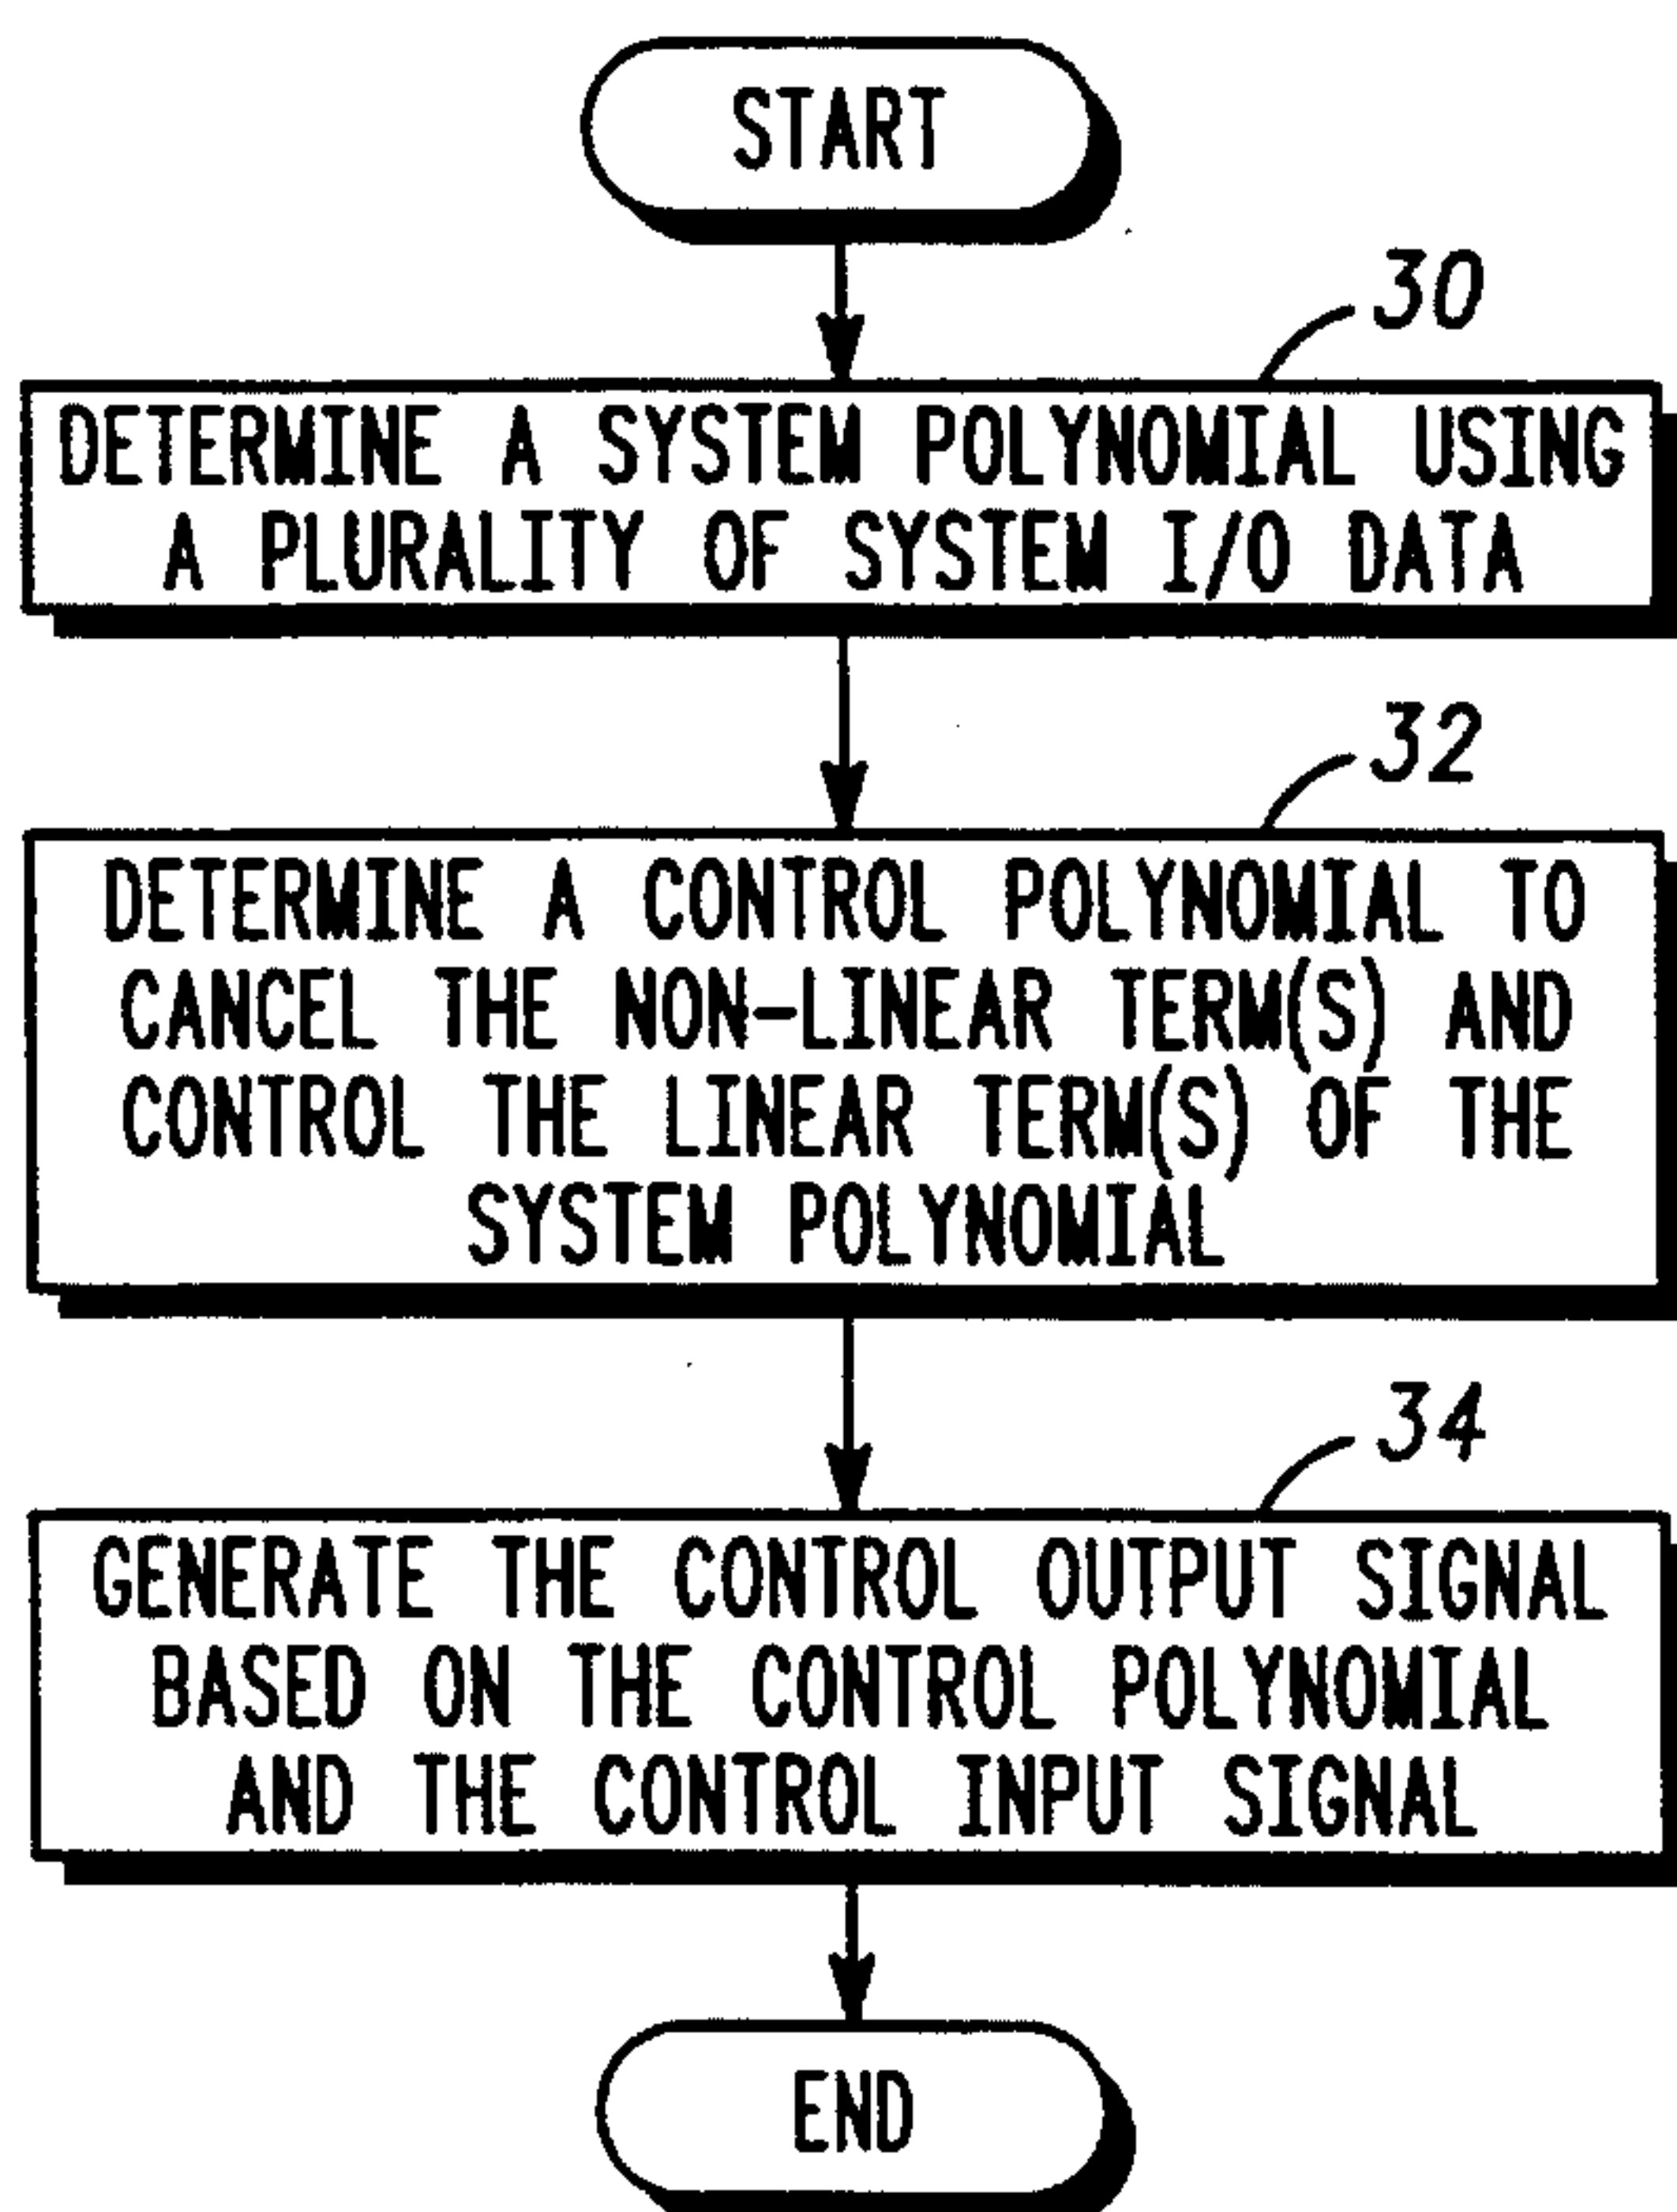 START
30
DETERMINE A SYSTEM POLYNOMIAL USING
A PLURALITY OF SYSTEM I/O DATA
32
DETERMINE A CONTROL POLYNOMIAL TO
CANCEL THE NON-LINEAR TERM(S) AND
CONTROL THE LINEAR TERM(S) OF THE
SYSTEM POLYNOMIAL
34
GENERATE THE CONTROL OUTPUT SIGNAL
BASED ON THE CONTROL POLYNOMIAL
AND THE CONTROL INPUT SIGNAL
END